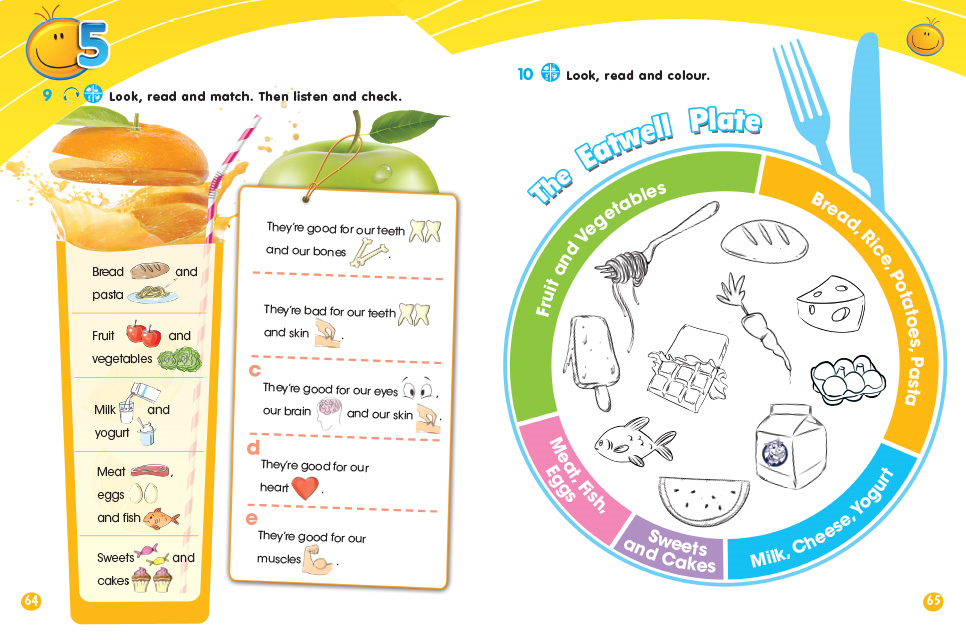 5
9 Look, read and match. Then listen and check.
Bread and
pasta
Fruit and
vegetables
Milk and
yogurt
Meat ,
eggs
and fish
Sweets and
cakes
They're good for our teeth
and our bones .
They're bad for our teeth
and skin .
c
They're good for our eyes ,
our brain and our skin .
d
They're good for our
heart .
e
They're good for our
muscles .
64
10 Look, read and colour.
The Eatwell Plate
Fruit and Vegetables
Bread, Rice, Potatoes, Pasta
Meat, Fish,
Eggs
Sweets
and Cakes
Milk, Cheese, Yogurt
65